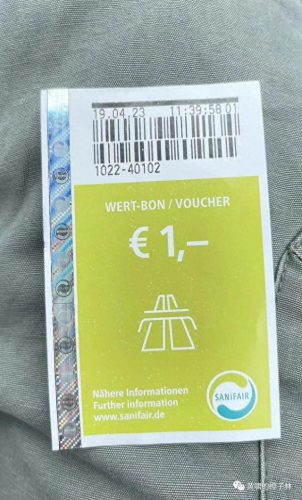 19.04.23 11:39:58 01
1022-40102
WERT-BON / VOUCHER
€ 1,–
Nähere Informationen
Further information
www.sanifair.de
SANIFAIR